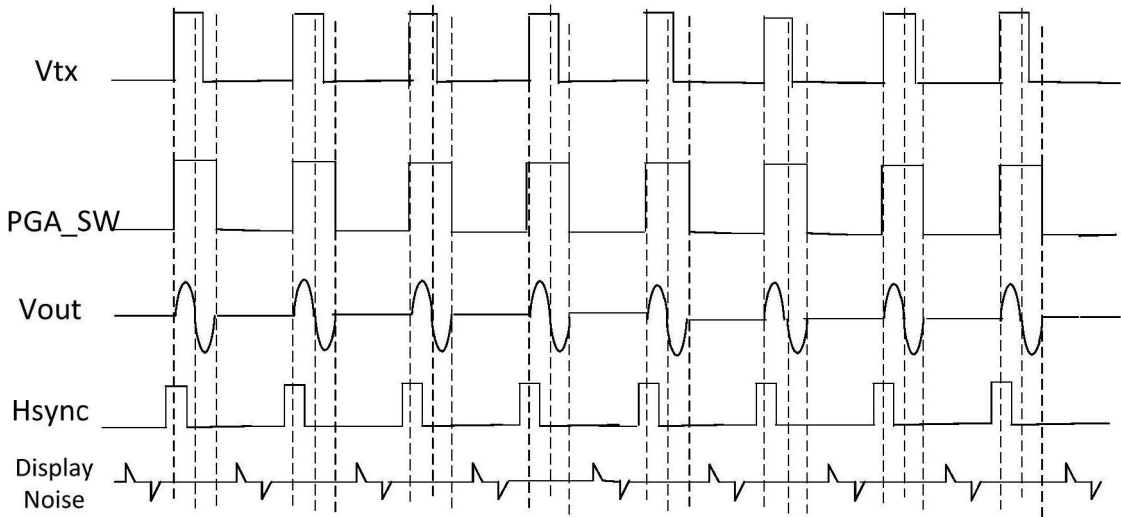 Vtx
PGA_SW
Vout
Hsync
Display
Noise